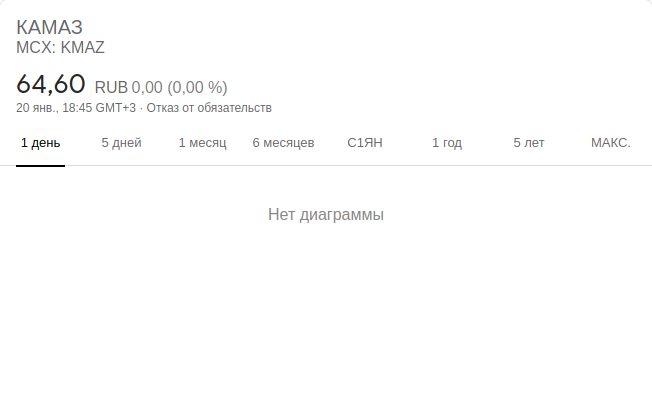 КАМАЗ
MCX: KMAZ
64,60 RUB 0,00 (0,00 %)
20 янв., 18:45 GMT+3 · Отказ от обязательств
1 день 5 дней 1 месяц 6 месяцев С1ЯН 1 год 5 лет МАКС.
Нет диаграммы